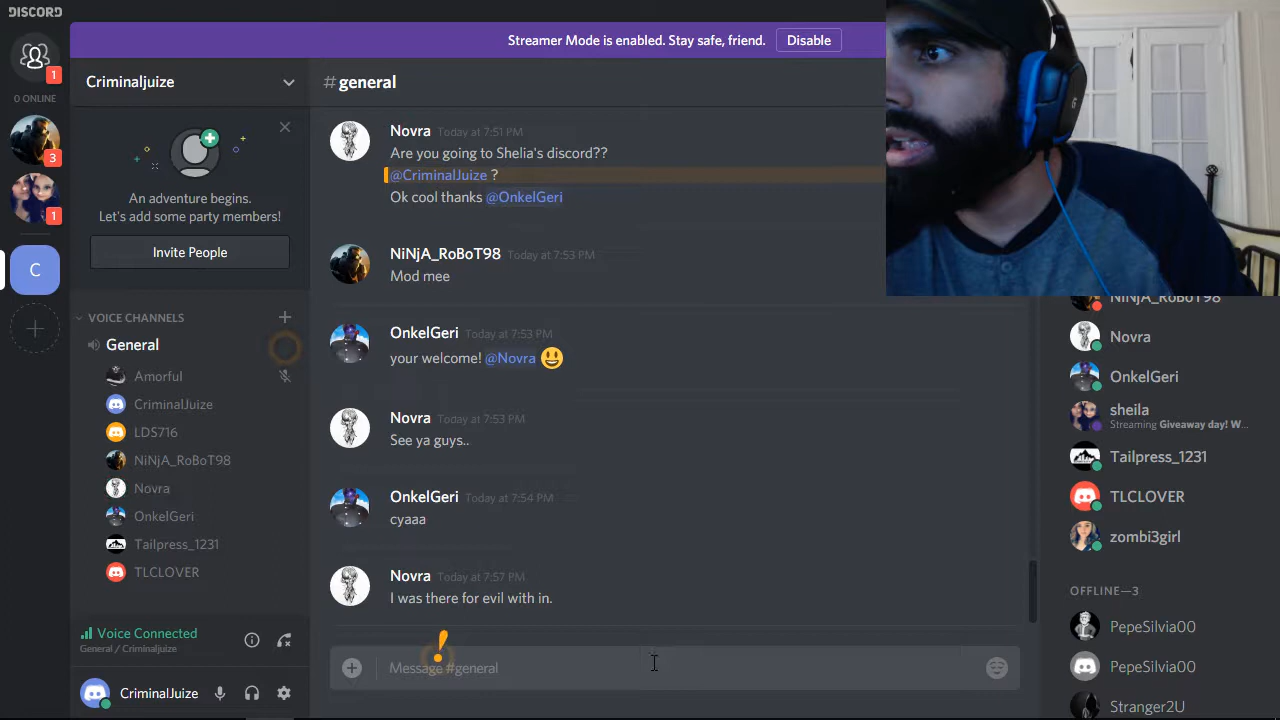 DISCORD
Streamer Mode is enabled. Stay safe, friend.
Disable
1
0 ONLINE
3
1
C
Criminaljuize
An adventure begins.
Let's add some party members!
Invite People
VOICE CHANNELS
General
Amorful
CriminalJuize
LDS716
NiNjA_RoBoT98
Novra
OnkelGeri
Tailpress_1231
TLCLOVER
Voice Connected
General / Criminaljuize
CriminalJuize
# general
Novra Today at 7:51 PM
Are you going to Shelia's discord??
@CriminalJuize ?
Ok cool thanks @OnkelGeri
NiNjA_RoBoT98 Today at 7:53 PM
Mod mee
OnkelGeri Today at 7:53 PM
your welcome! @Novra
Novra Today at 7:53 PM
See ya guys..
OnkelGeri Today at 7:54 PM
cyaaa
Novra Today at 7:57 PM
I was there for evil with in.
Message #general
NiNjA_RoBoT98
Novra
OnkelGeri
sheila
Streaming Giveaway day! W...
Tailpress_1231
TLCLOVER
zombi3girl
OFFLINE—3
PepeSilvia00
PepeSilvia00
Stranger2U